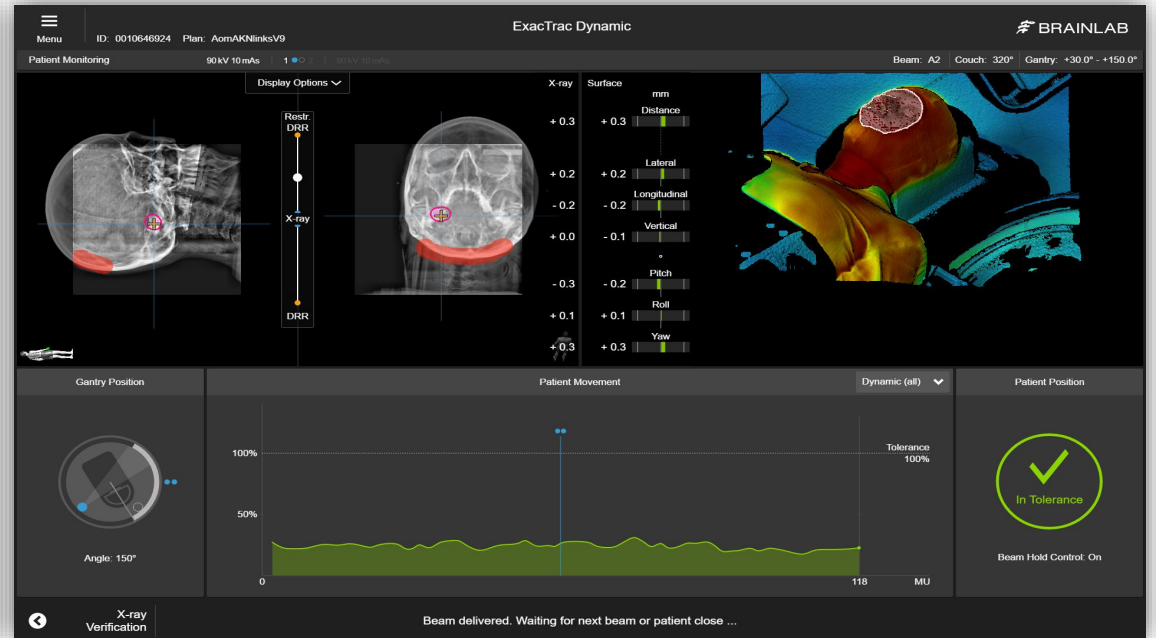 ExacTrac Dynamic
BRAINLAB
Menu
ID: 0010646924 Plan: AomAKNlinksV9
Patient Monitoring 90 kV 10 mAs 1 2 90 kV 10 mAs Beam: A2 Couch: 320° Gantry: +30.0° - +150.0°
Display Options
Restr.
DRR
X-ray
DRR
X-ray
+ 0.3
+ 0.2
- 0.2
+ 0.0
- 0.3
+ 0.1
+ 0.3
Surface
mm
Distance
+ 0.3
Lateral
+ 0.2
Longitudinal
- 0.2
Vertical
- 0.1
°
Pitch
- 0.2
Roll
+ 0.1
Yaw
+ 0.3
Gantry Position
Angle: 150°
Patient Movement
Dynamic (all)
100%
50%
Tolerance
100%
0 118 MU
Patient Position
In Tolerance
Beam Hold Control: On
X-ray
Verification
Beam delivered. Waiting for next beam or patient close ...